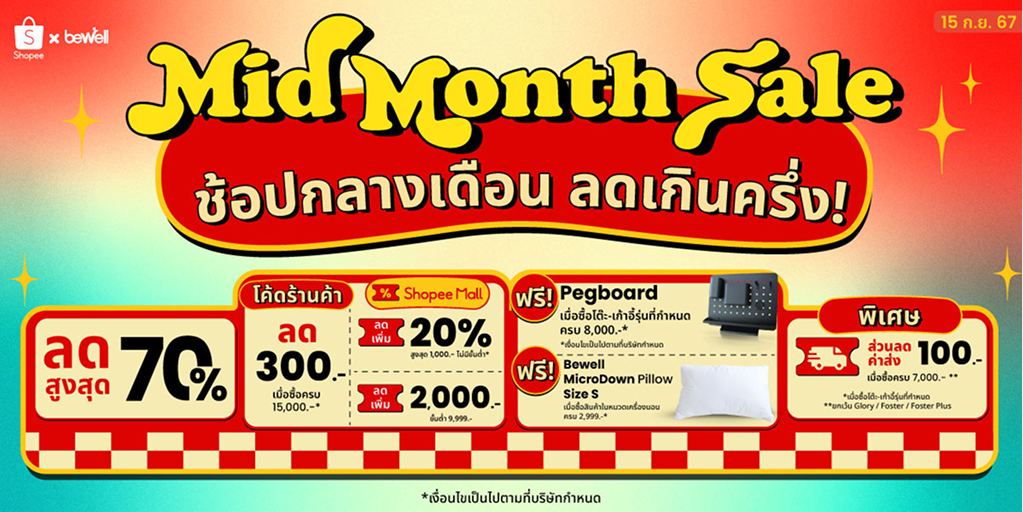 Shopee x bewell
15 ก.ย. 67
Mid Month Sale
ช้อปกลางเดือน ลดเกินครึ่ง!
ลด
สูงสุด
70%
โค้ดร้านค้า
ลด
300.-
เมื่อซื้อครบ
15,000.-*
% Shopee Mall
ลด
เพิ่ม
20%
สูงสุด 1,000.- ไม่มีขั้นต่ำ*
ลด
เพิ่ม
2,000.-
ขั้นต่ำ 9,999.-
ฟรี!
Pegboard
เมื่อซื้อโต๊ะ-เก้าอี้รุ่นที่กำหนด
ครบ 8,000.-*
*เงื่อนไขเป็นไปตามที่บริษัทกำหนด
ฟรี!
Bewell
MicroDown Pillow
Size S
เมื่อซื้อสินค้าในหมวดเครื่องนอน
ครบ 2,999.-*
พิเศษ
ส่วนลด
ค่าส่ง
100.-
เมื่อซื้อครบ 7,000.- **
*เมื่อซื้อโต๊ะ-เก้าอี้รุ่นที่กำหนด
**ยกเว้น Glory / Foster / Foster Plus
*เงื่อนไขเป็นไปตามที่บริษัทกำหนด